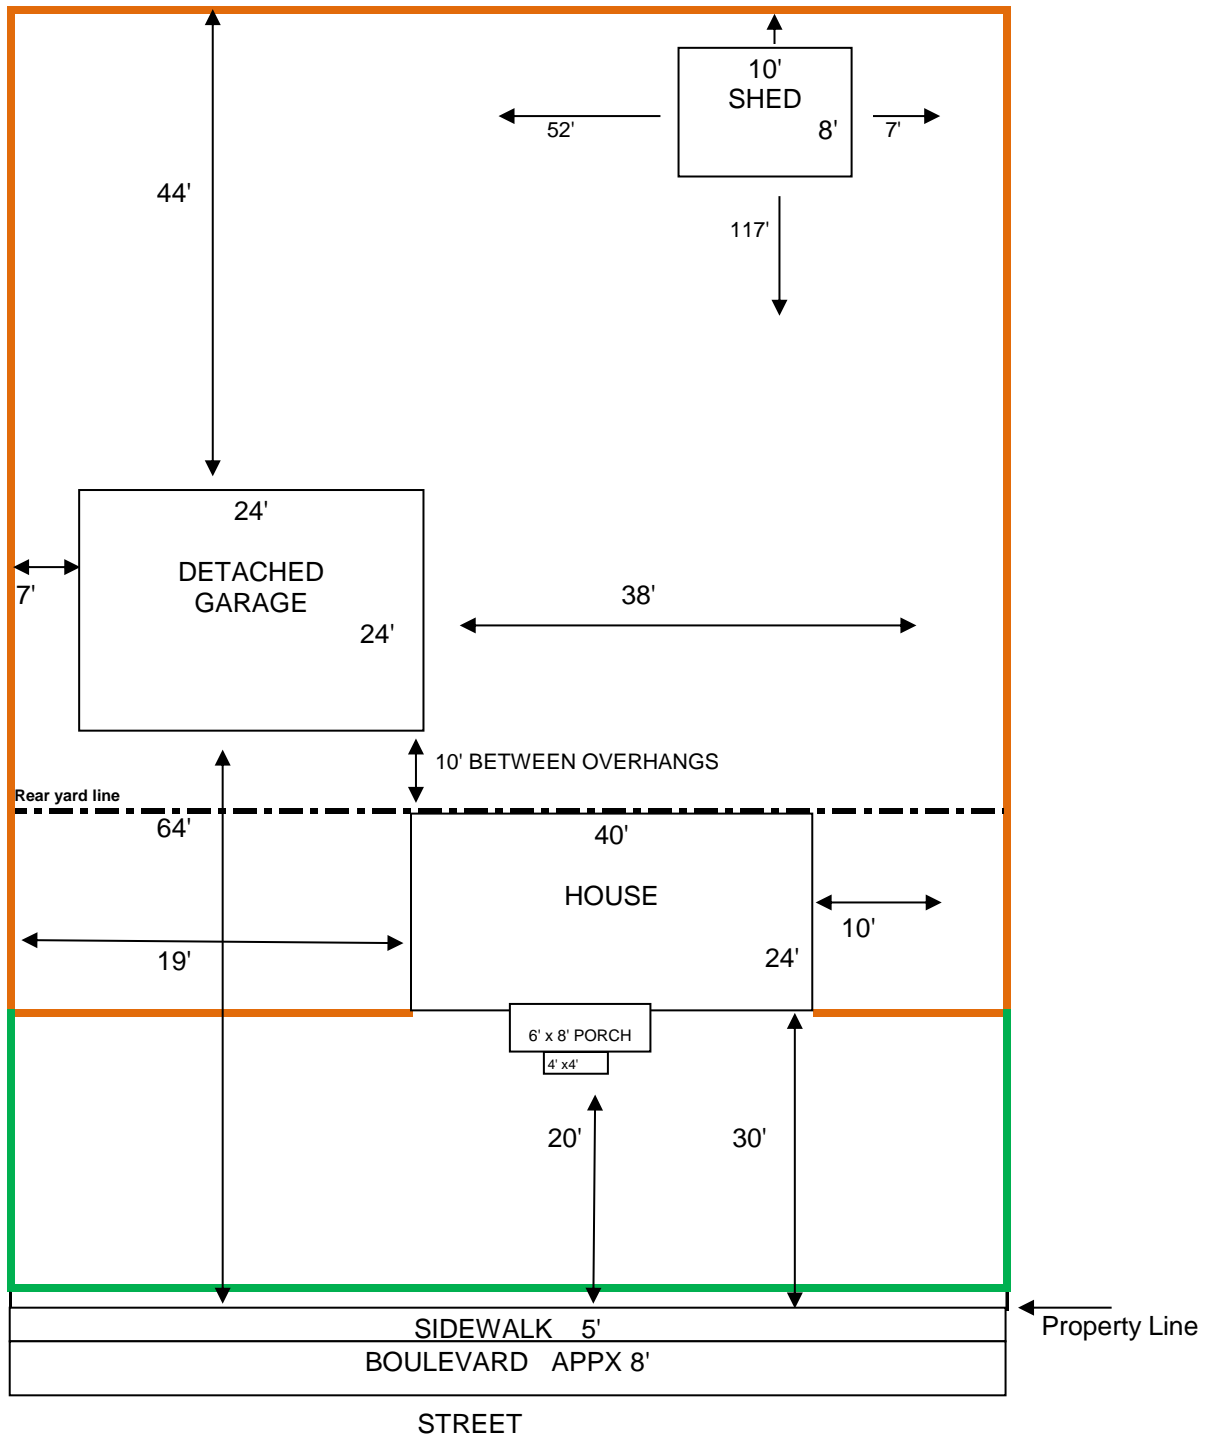 10'
SHED
52'
8'
7'
44'
117'
24'
DETACHED
GARAGE
7'
38'
24'
10' BETWEEN OVERHANGS
Rear yard line
64'
40'
HOUSE
10'
19'
24'
6' x 8' PORCH
4' x4'
20'
30'
SIDEWALK 5'
Property Line
BOULEVARD APPX 8'
STREET